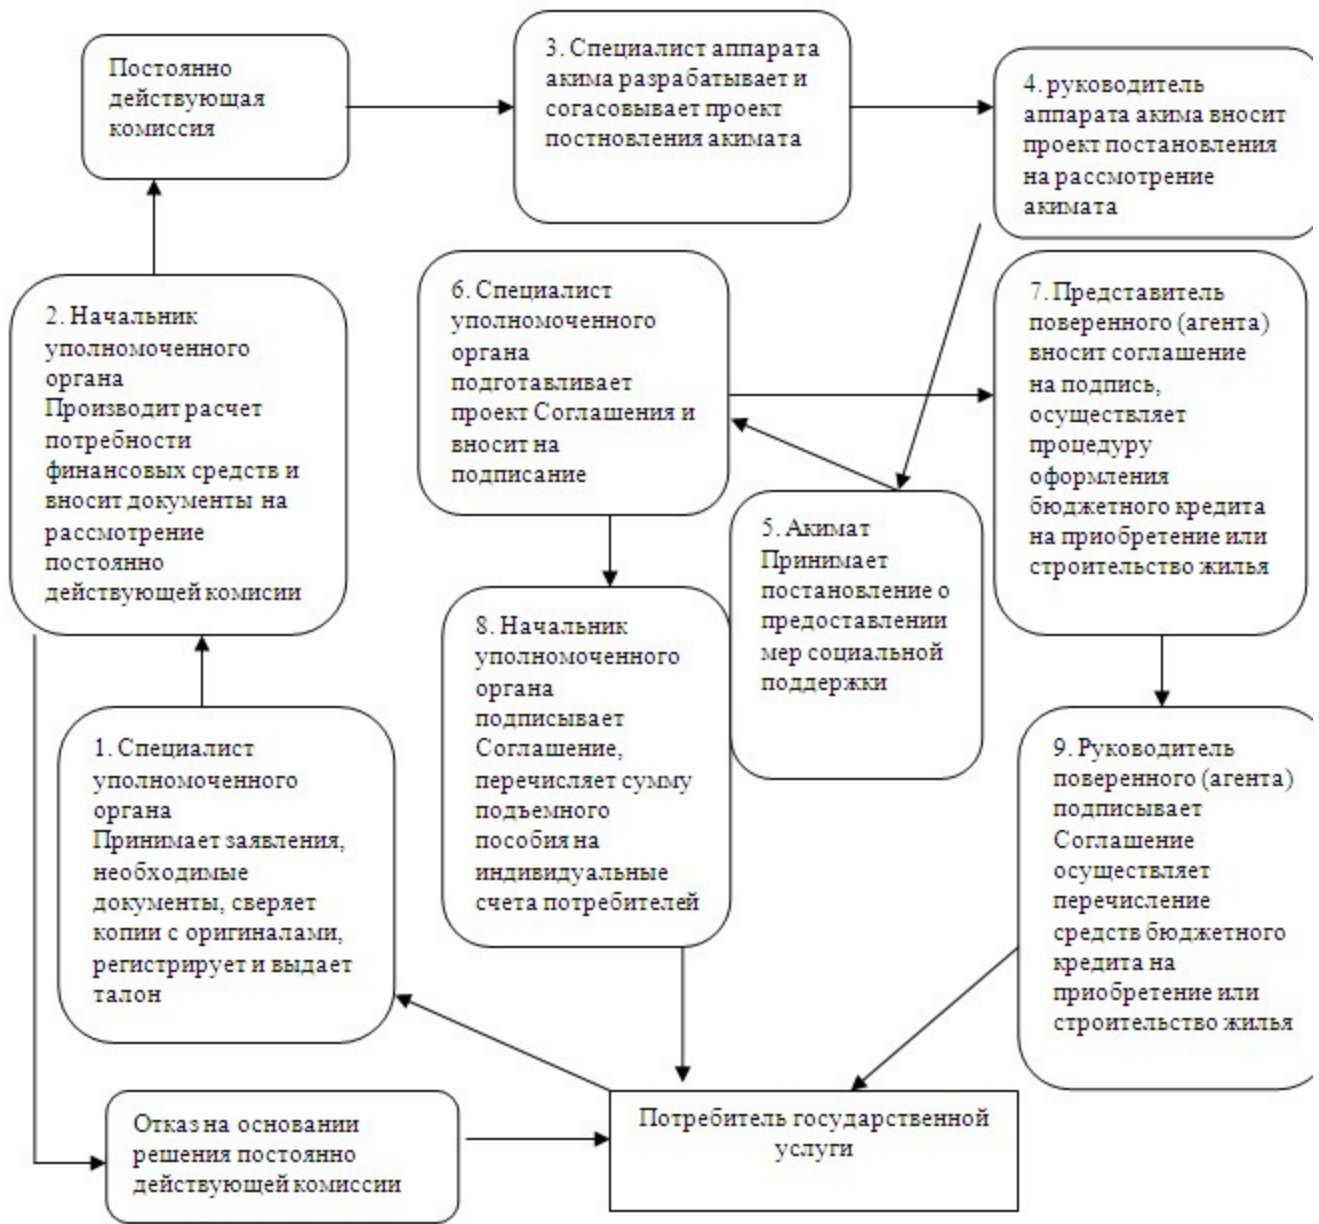 Постоянно
действующая
комиссия
3. Специалист аппарата
акима разрабатывает и
согасовывает проект
постновления акимата
4. руководитель
аппарата акима вносит
проект постановления
на рассмотрение
акимата
2. Начальник
уполномоченного
органа
Производит расчет
потребности
финансовых средств и
вносит документы на
рассмотрение
постоянно
действующей комисии
6. Специалист
уполномоченного
органа
подготавливает
проект Соглашения и
вносит на
подписание
7. Представитель
поверенного (агента)
вносит соглашение
на подпись,
осуществляет
процедуру
оформления
бюджетного кредита
на приобретение или
строительство жилья
5. Акимат
Принимает
постановление о
предоставлении
мер социальной
поддержки
8. Начальник
уполномоченного
органа
подписывает
Соглашение,
перечисляет сумму
подъемного
пособия на
индивидуальные
счета потребителей
1. Специалист
уполномоченного
органа
Принимает заявления,
необходимые
документы, сверяет
копии с оригиналами,
регистрирует и выдает
талон
9. Руководитель
поверенного (агента)
подписывает
Соглашение
осуществляет
перечисление
средств бюджетного
кредита на
приобретение или
строительство жилья
Отказ на основании
решения постоянно
действующей комиссии
Потребитель государственной
услуги